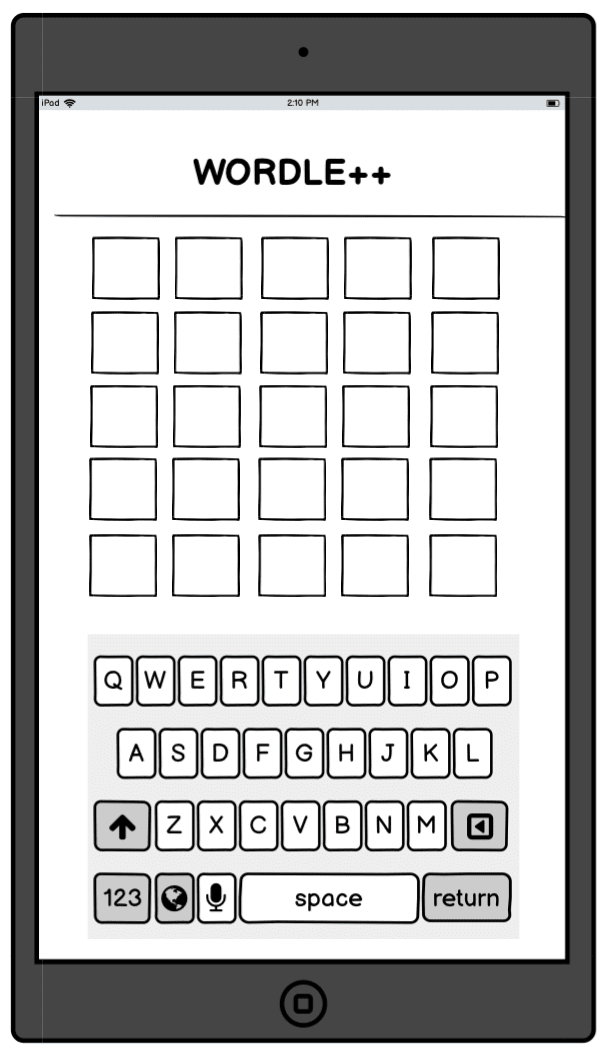 iPad 2:10 PM
WORDLE++
Q W E R T Y U I O P
A S D F G H J K L
Z X C V B N M
123 space return